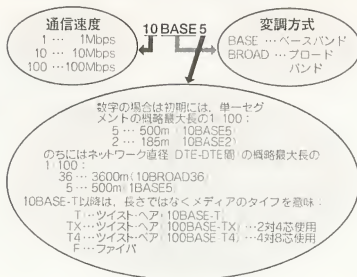 通信速度
1 … 1Mbps
10 … 10Mbps
100 … 100Mbps
10BASE5
変調方式
BASE … ベースバンド
BROAD … ブロード
バンド
数字の場合は初期には、単一セグ
メントの概略最大長の1/100：
5 … 500m（10BASE5）
2 … 185m（10BASE2）
のちにはネットワーク直径（DTE-DTE間）の概略最大長の
1/100：
36 … 3600m（10BROAD36）
5 … 500m（1BASE5）
10BASE-T以降は、長さではなくメディアのタイプを意味：
T … ツイスト・ペア（10BASE-T）
TX … ツイスト・ペア（100BASE-TX）…2対4芯使用
T4 … ツイスト・ペア（100BASE-T4）…4対8芯使用
F … ファイバ